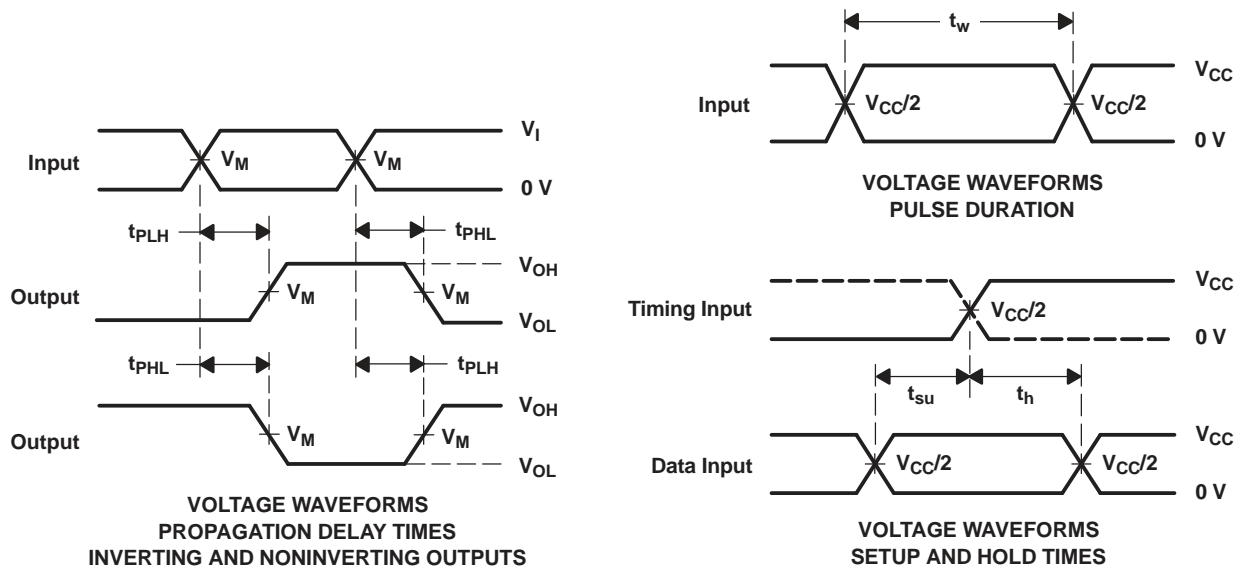 Input
V_M
V_M
V_I
0 V
t_PLH
t_PHL
Output
V_M
V_M
V_OH
V_OL
t_PHL
t_PLH
Output
V_M
V_M
V_OH
V_OL
VOLTAGE WAVEFORMS
PROPAGATION DELAY TIMES
INVERTING AND NONINVERTING OUTPUTS
t_w
Input
V_CC/2
V_CC/2
V_CC
0 V
VOLTAGE WAVEFORMS
PULSE DURATION
Timing Input
V_CC/2
V_CC
0 V
t_su
t_h
Data Input
V_CC/2
V_CC/2
V_CC
0 V
VOLTAGE WAVEFORMS
SETUP AND HOLD TIMES